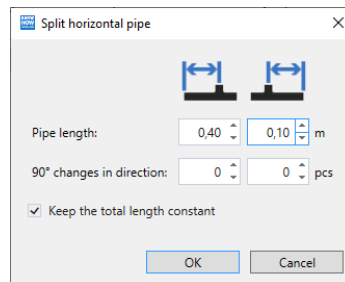 Split horizontal pipe
Pipe length: 0,40 0,10 m
90° changes in direction: 0 0 pcs
Keep the total length constant
OK Cancel